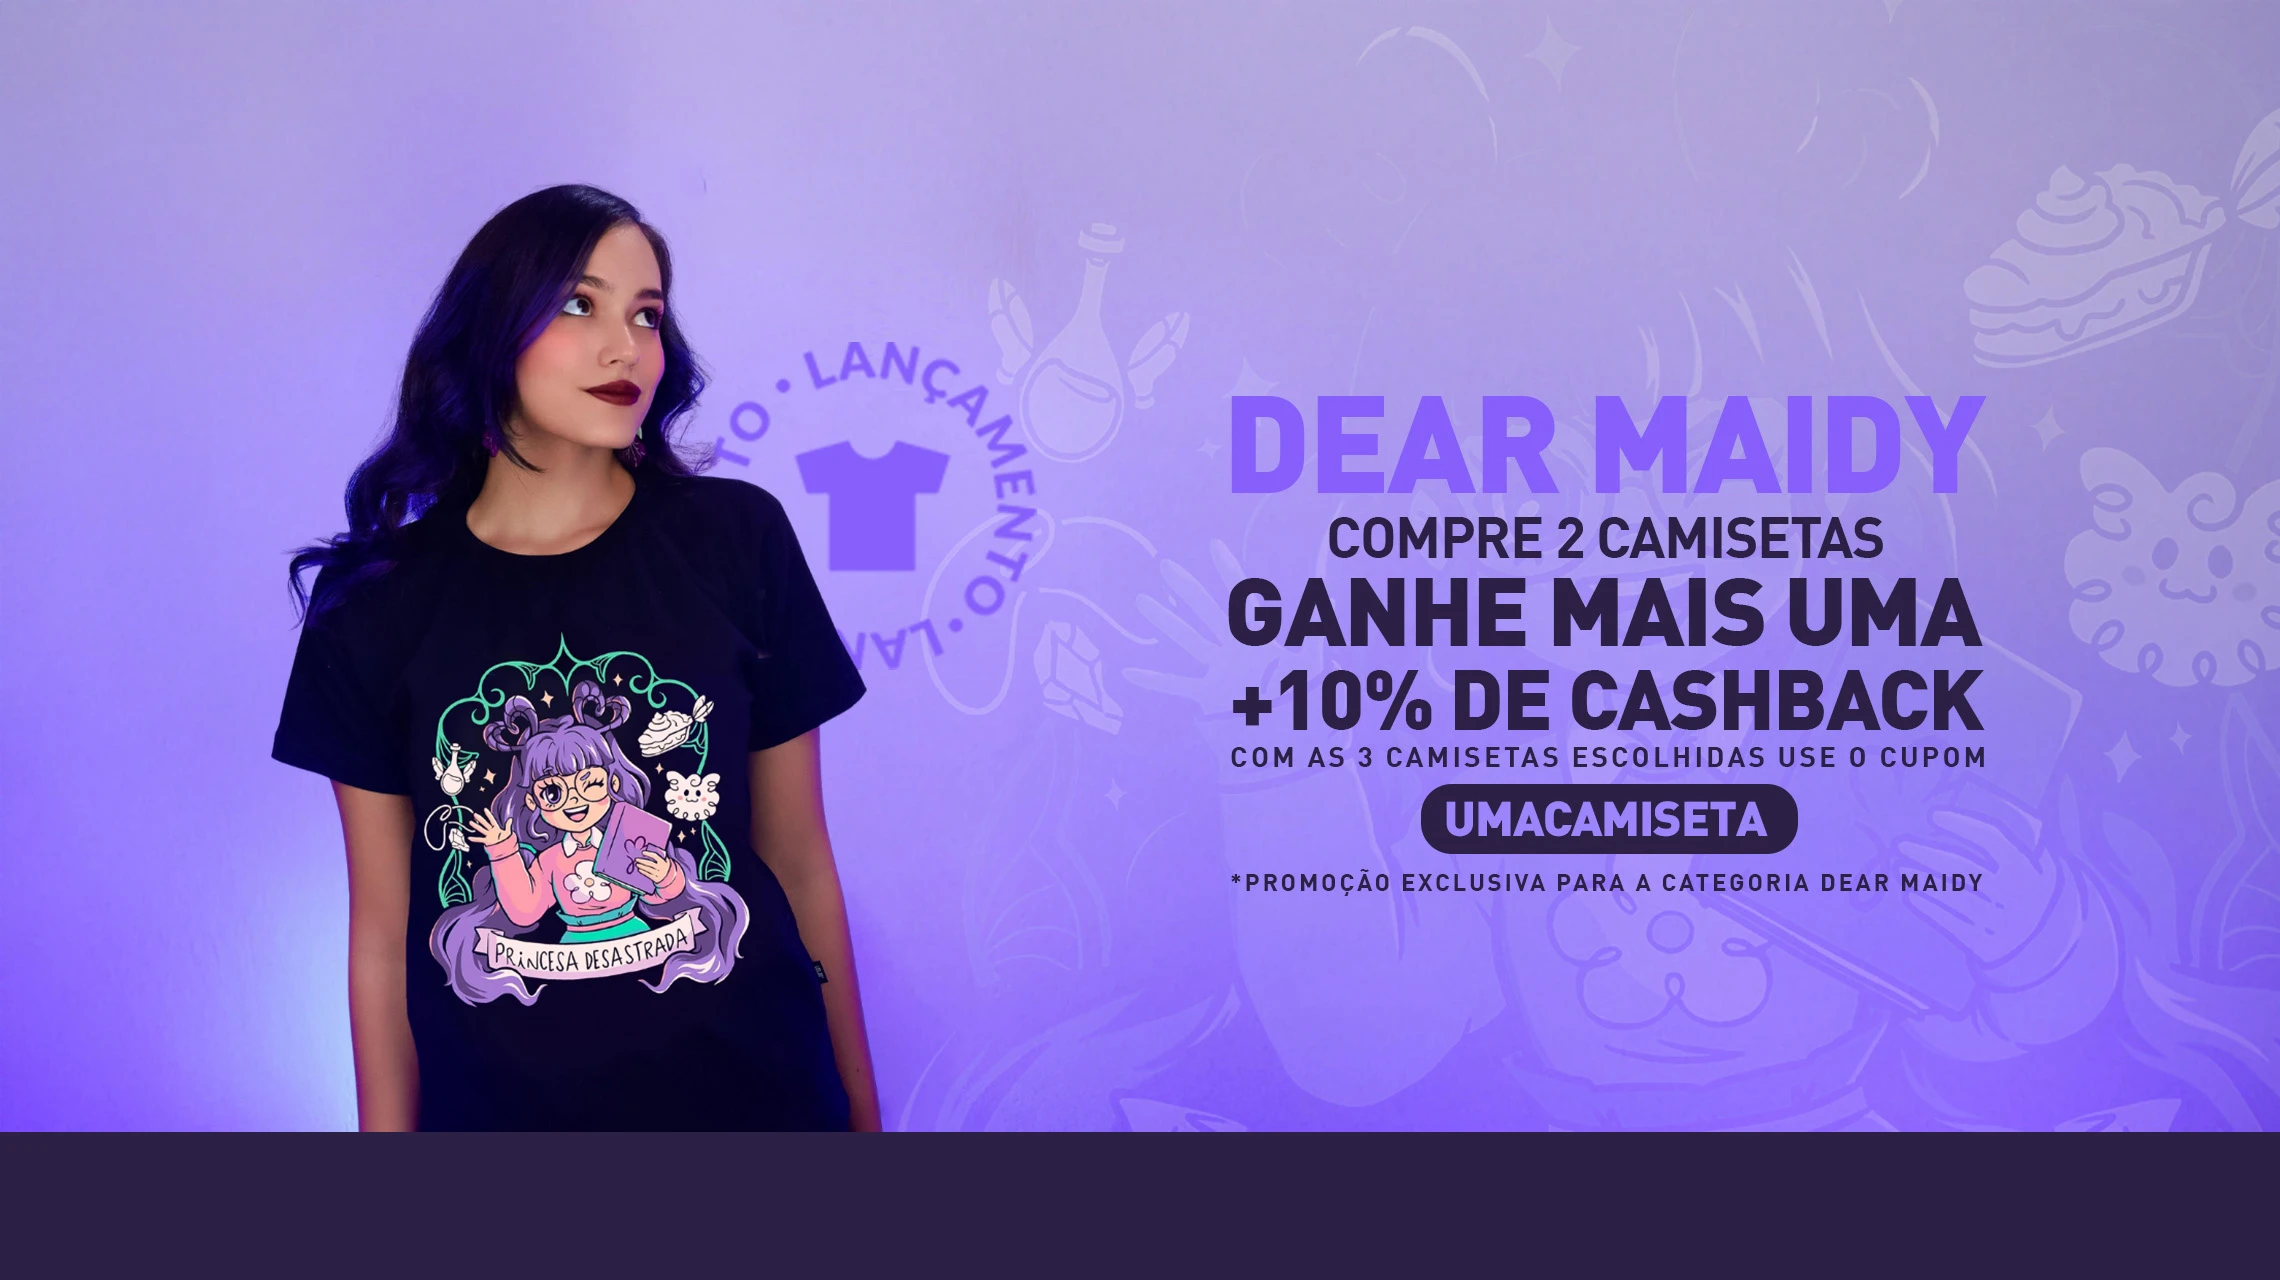 LANÇAMENTO • LANÇAMENTO •
DEAR MAIDY
COMPRE 2 CAMISETAS
GANHE MAIS UMA
+10% DE CASHBACK
COM AS 3 CAMISETAS ESCOLHIDAS USE O CUPOM
UMACAMISETA
*PROMOÇÃO EXCLUSIVA PARA A CATEGORIA DEAR MAIDY
PRINCESA DESASTRADA